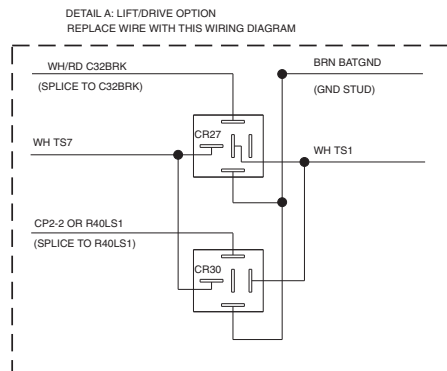 DETAIL A: LIFT/DRIVE OPTION
REPLACE WIRE WITH THIS WIRING DIAGRAM
WH/RD C32BRK
(SPLICE TO C32BRK)
BRN BATGND
(GND STUD)
CR27
WH TS7
WH TS1
CP2-2 OR R40LS1
(SPLICE TO R40LS1)
CR30